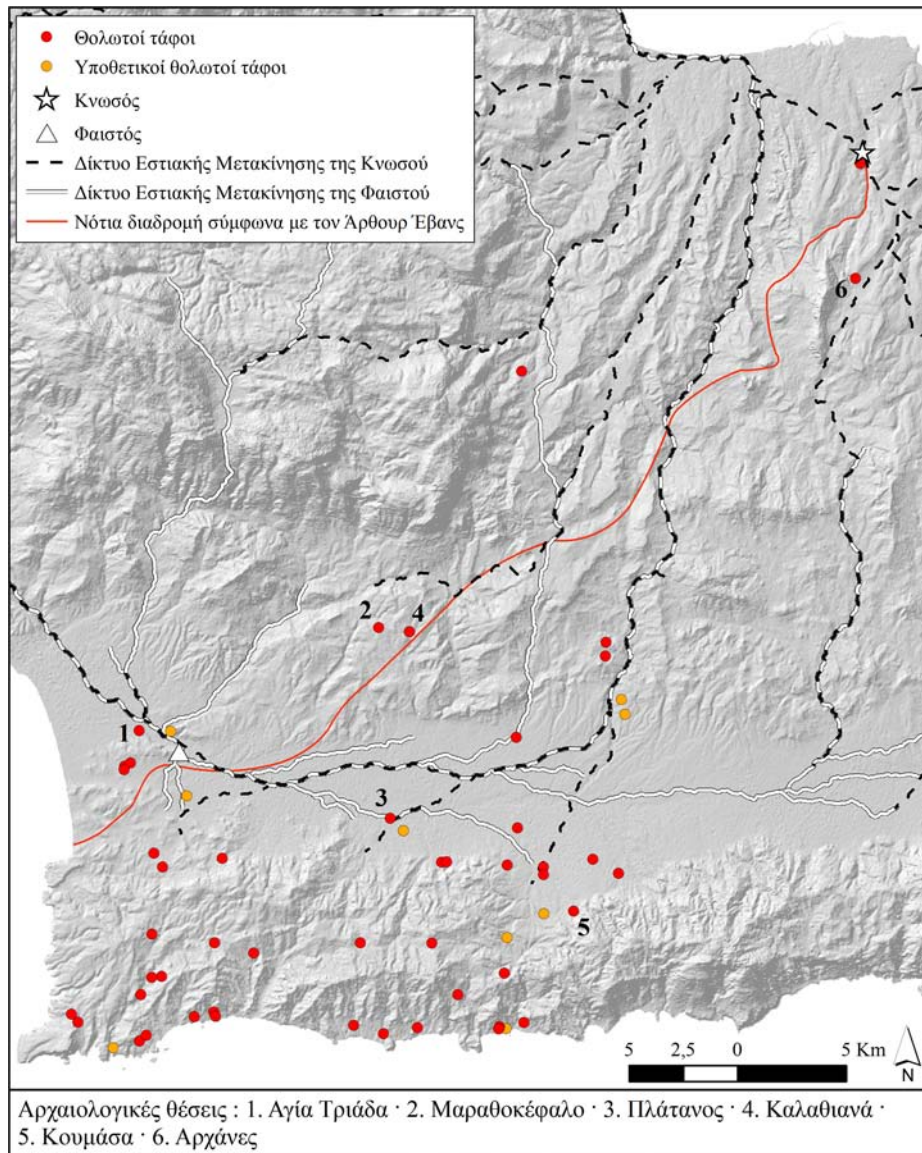 Θολωτοί τάφοι
Υποθετικοί θολωτοί τάφοι
Κνωσός
Φαιστός
Δίκτυο Εστιακής Μετακίνησης της Κνωσού
Δίκτυο Εστιακής Μετακίνησης της Φαιστού
Νότια διαδρομή σύμφωνα με τον Άρθουρ Έβανς
6
2
4
1
3
5
5 2,5 0 5 Km
N
Αρχαιολογικές θέσεις : 1. Αγία Τριάδα · 2. Μαραθοκέφαλο · 3. Πλάτανος · 4. Καλαθιανά ·
5. Κουμάσα · 6. Αρχάνες